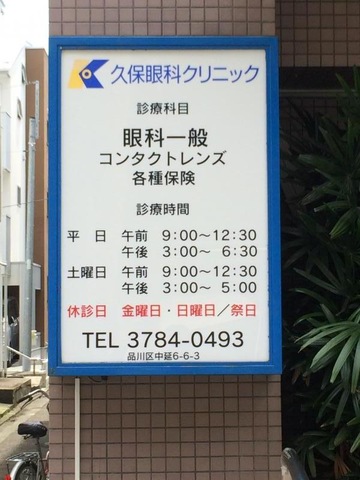 久保眼科クリニック
診療科目
眼科一般
コンタクトレンズ
各種保険
診療時間
平　日　午前　9:00～12:30
午後　3:00～ 6:30
土曜日　午前　9:00～12:30
午後　3:00～ 5:00
休診日　金曜日・日曜日／祭日
TEL 3784-0493
品川区中延6-6-3